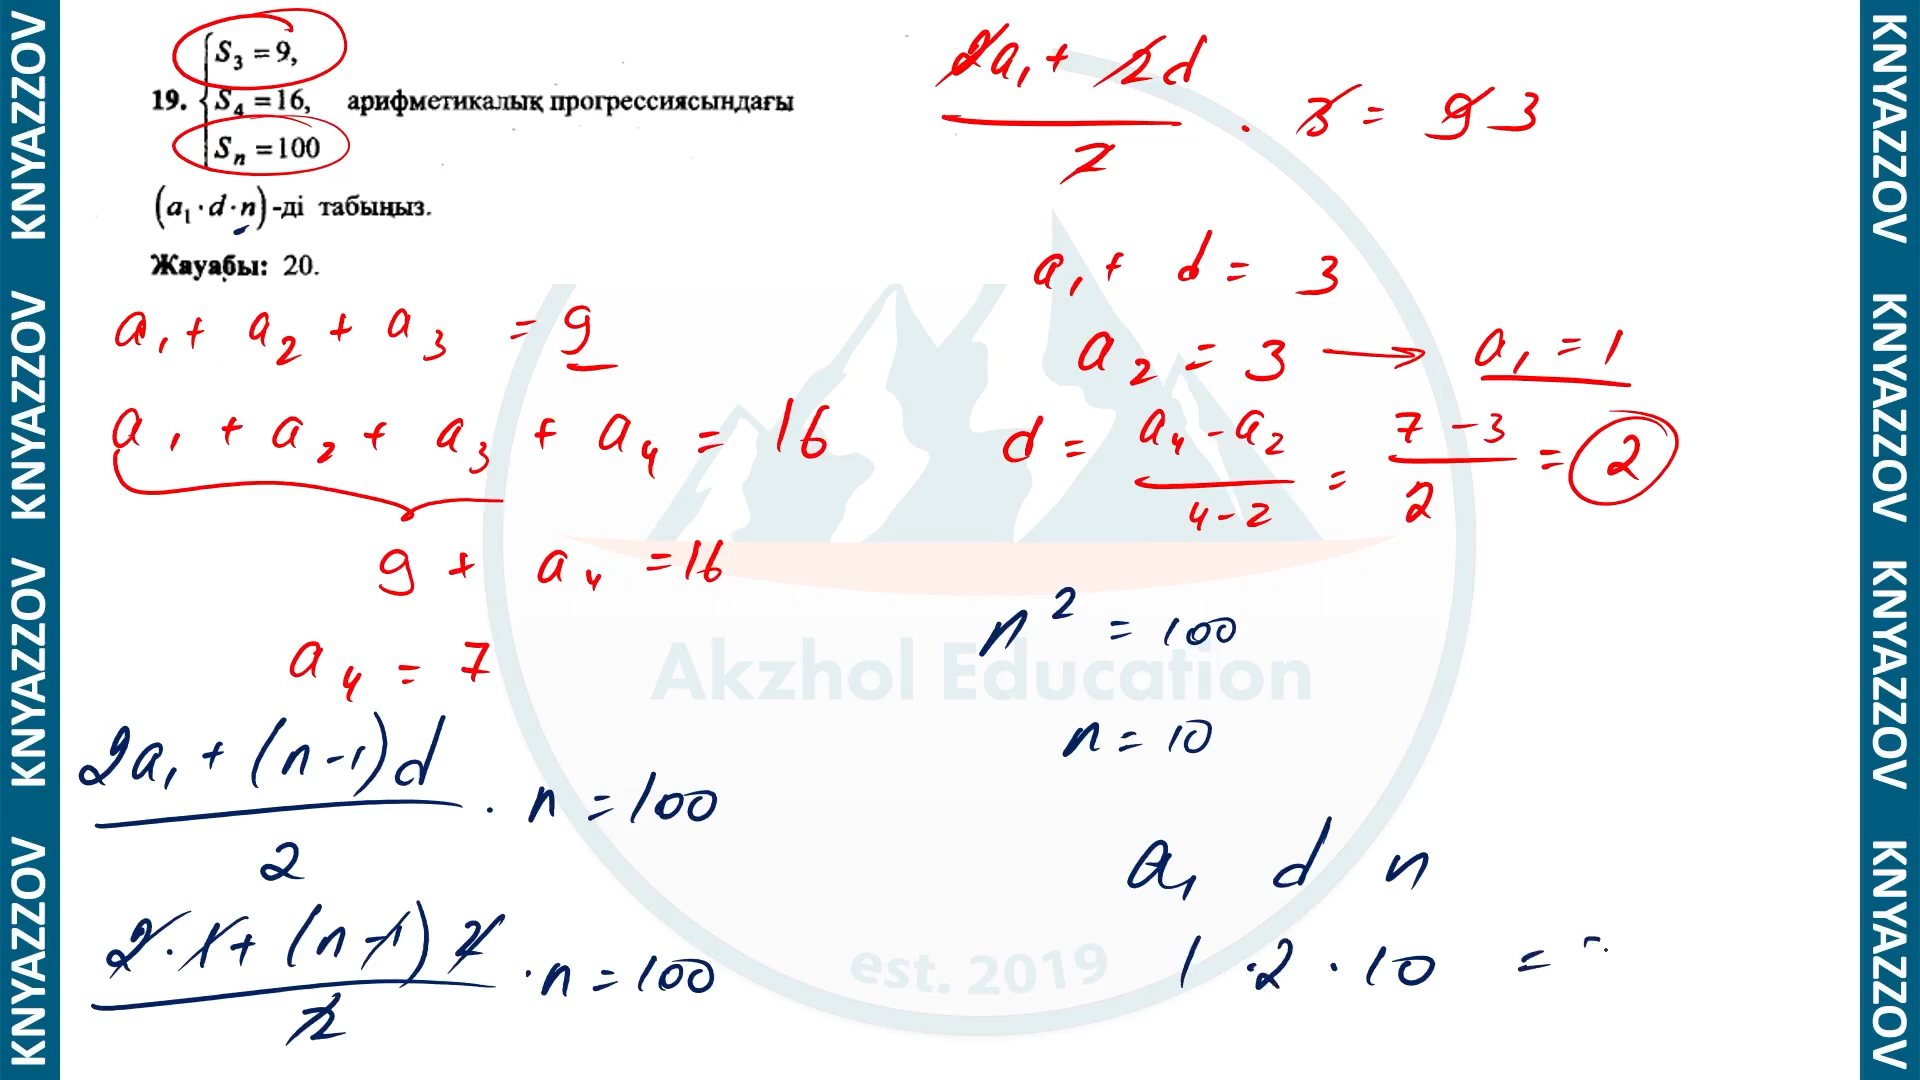 S₃ = 9,
19. S₄ = 16, арифметикалық прогрессиясындағы
Sₙ = 100
(a₁ · d · n)-ді табыңыз.
Жауабы: 20.
a₁ + a₂ + a₃ = 9
a₁ + a₂ + a₃ + a₄ = 16
9 + a₄ = 16
a₄ = 7
(2a₁ + (n-1)d)/2 · n = 100
(2·1 + (n-1)2)/2 · n = 100
(2a₁ + 2d)/2 · 3 = 9 3
a₁ + d = 3
a₂ = 3 → a₁ = 1
d = (a₄ - a₂)/(4-2) = (7-3)/2 = 2
n² = 100
n = 10
a₁ d n
1 · 2 · 10 =
Akzhol Education
est. 2019
KNYAZZOV KNYAZZOV KNYAZZOV KNYAZZOV
KNYAZZOV KNYAZZOV KNYAZZOV KNYAZZOV